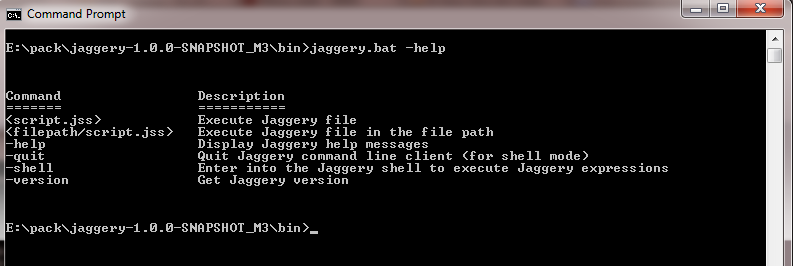 Command Prompt
E:\pack\jaggery-1.0.0-SNAPSHOT_M3\bin>jaggery.bat -help
Command Description
======= ===========
<script.jss> Execute Jaggery file
<filepath/script.jss> Execute Jaggery file in the file path
-help Display Jaggery help messages
-quit Quit Jaggery command line client (for shell mode)
-shell Enter into the Jaggery shell to execute Jaggery expressions
-version Get Jaggery version
E:\pack\jaggery-1.0.0-SNAPSHOT_M3\bin>_